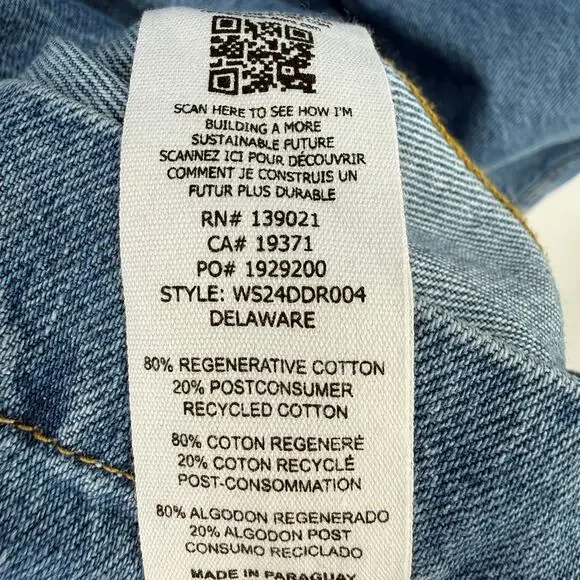 SCAN HERE TO SEE HOW I'M
BUILDING A MORE
SUSTAINABLE FUTURE
SCANNEZ ICI POUR DÉCOUVRIR
COMMENT JE CONSTRUIS UN
FUTUR PLUS DURABLE
RN# 139021
CA# 19371
PO# 1929200
STYLE: WS24DDR004
DELAWARE
80% REGENERATIVE COTTON
20% POSTCONSUMER
RECYCLED COTTON
80% COTON REGENERÉ
20% COTON RECYCLÉ
POST-CONSOMMATION
80% ALGODON REGENERADO
20% ALGODON POST
CONSUMO RECICLADO
MADE IN PARAGUAY